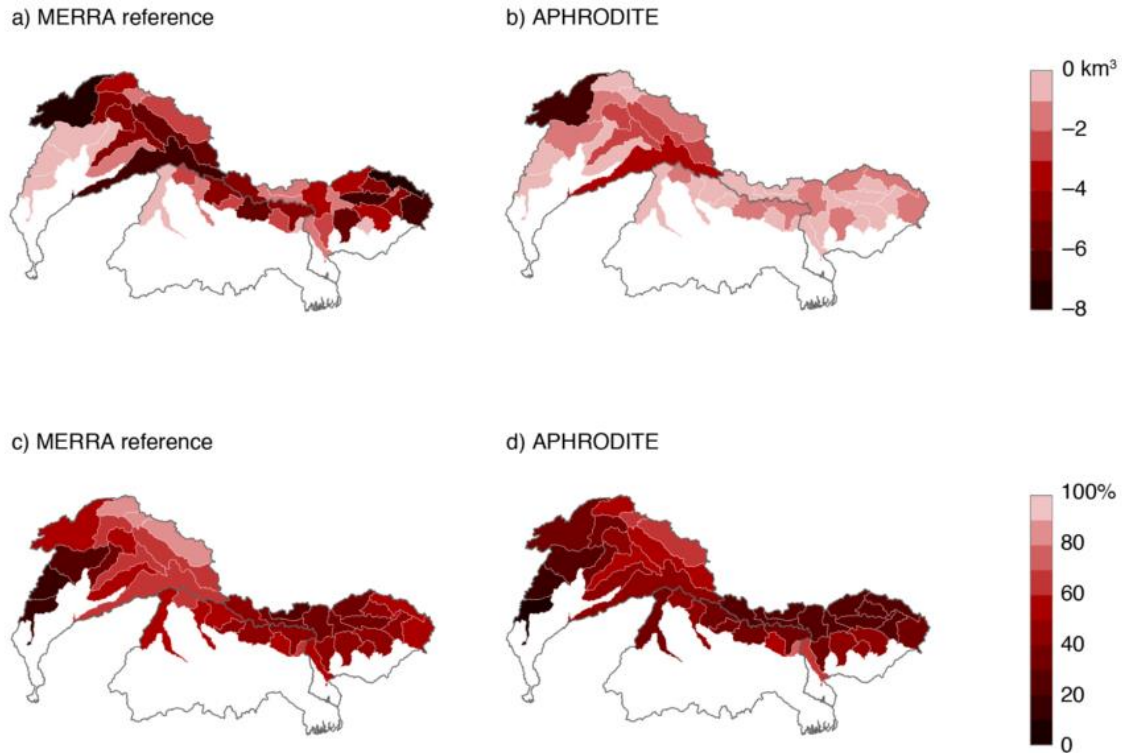 a) MERRA reference
b) APHRODITE
0 km³
–2
–4
–6
–8
c) MERRA reference
d) APHRODITE
100%
80
60
40
20
0